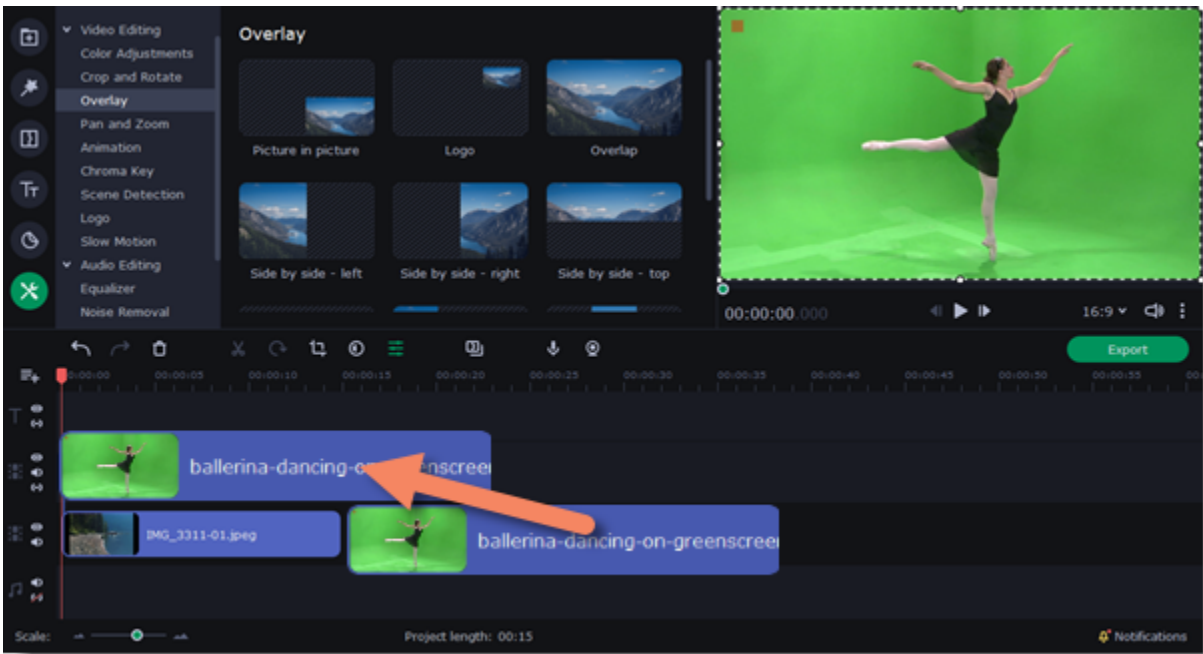 Video Editing
Color Adjustments
Crop and Rotate
Overlay
Pan and Zoom
Animation
Chroma Key
Scene Detection
Logo
Slow Motion
Audio Editing
Equalizer
Noise Removal
Overlay
Picture in picture
Logo
Overlap
Side by side - left
Side by side - right
Side by side - top
00:00:00.000
16:9
Export
0:00:00 00:00:05 00:00:10 00:00:15 00:00:20 00:00:25 00:00:30 00:00:35 00:00:40 00:00:45 00:00:50 00:00:55 00:
ballerina-dancing-o enscreen
IMG_3311-01.jpeg
ballerina-dancing-on-greenscreen
Scale:
Project length: 00:15
Notifications